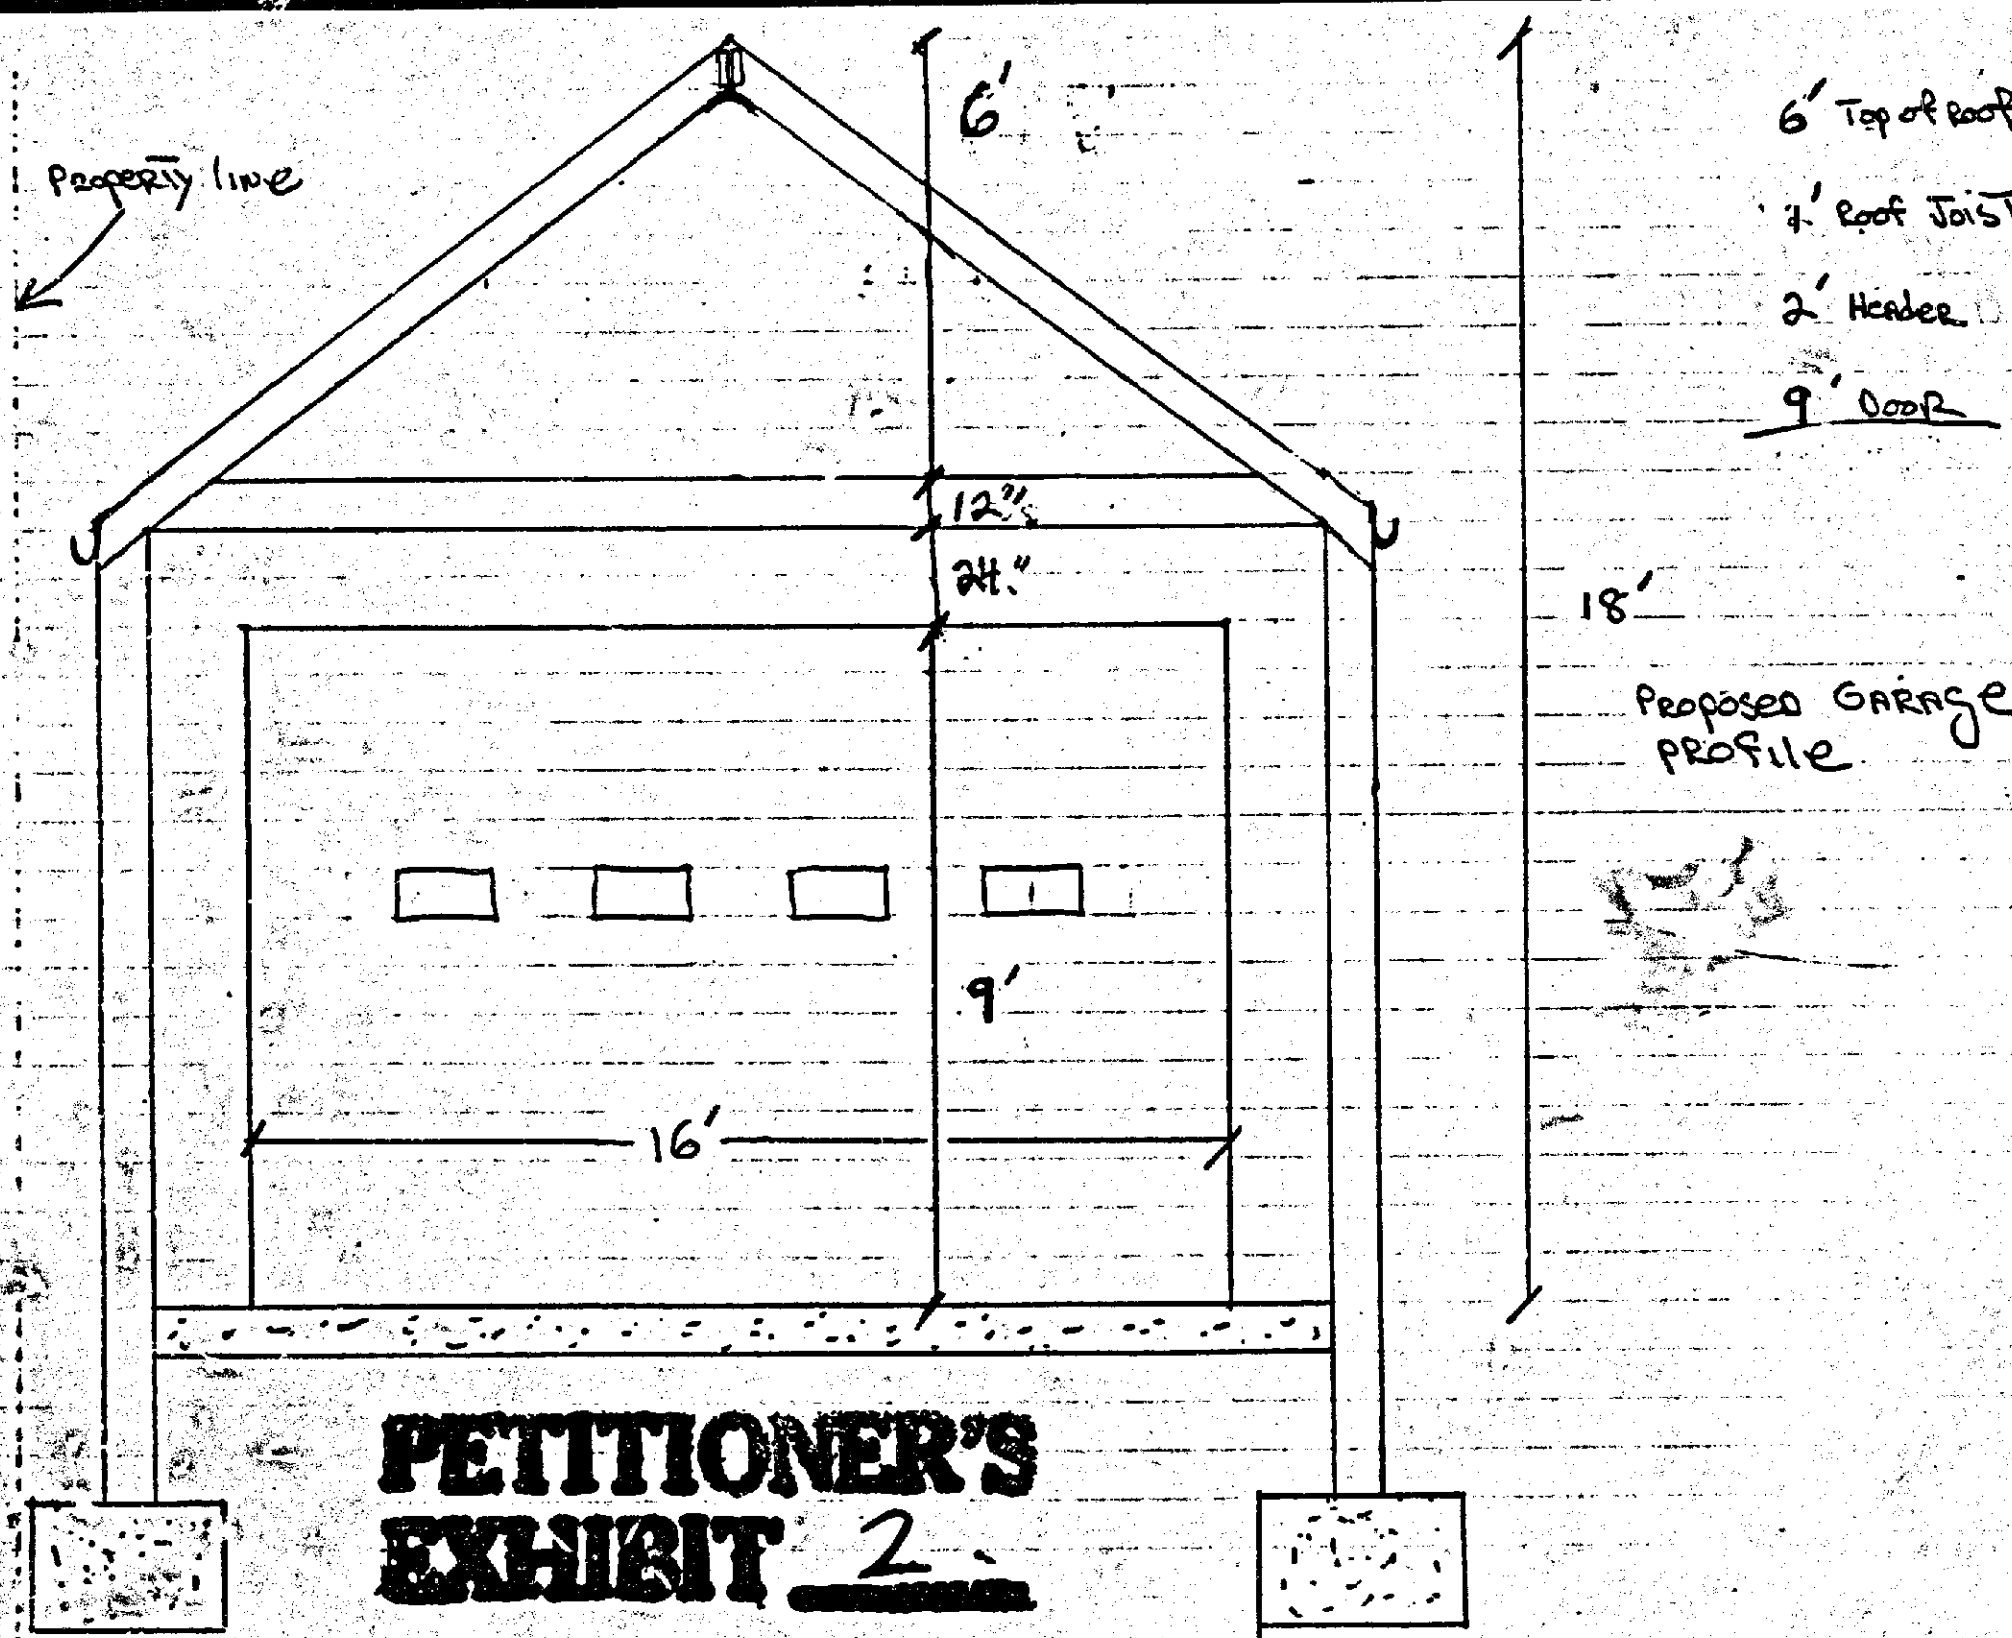 Property line
6'
12"
24"
9'
16'
18'
6' Top of Roof
Roof Joist
2' Header
9' Door
Proposed Garage
profile
PETITIONER'S
EXHIBIT 2